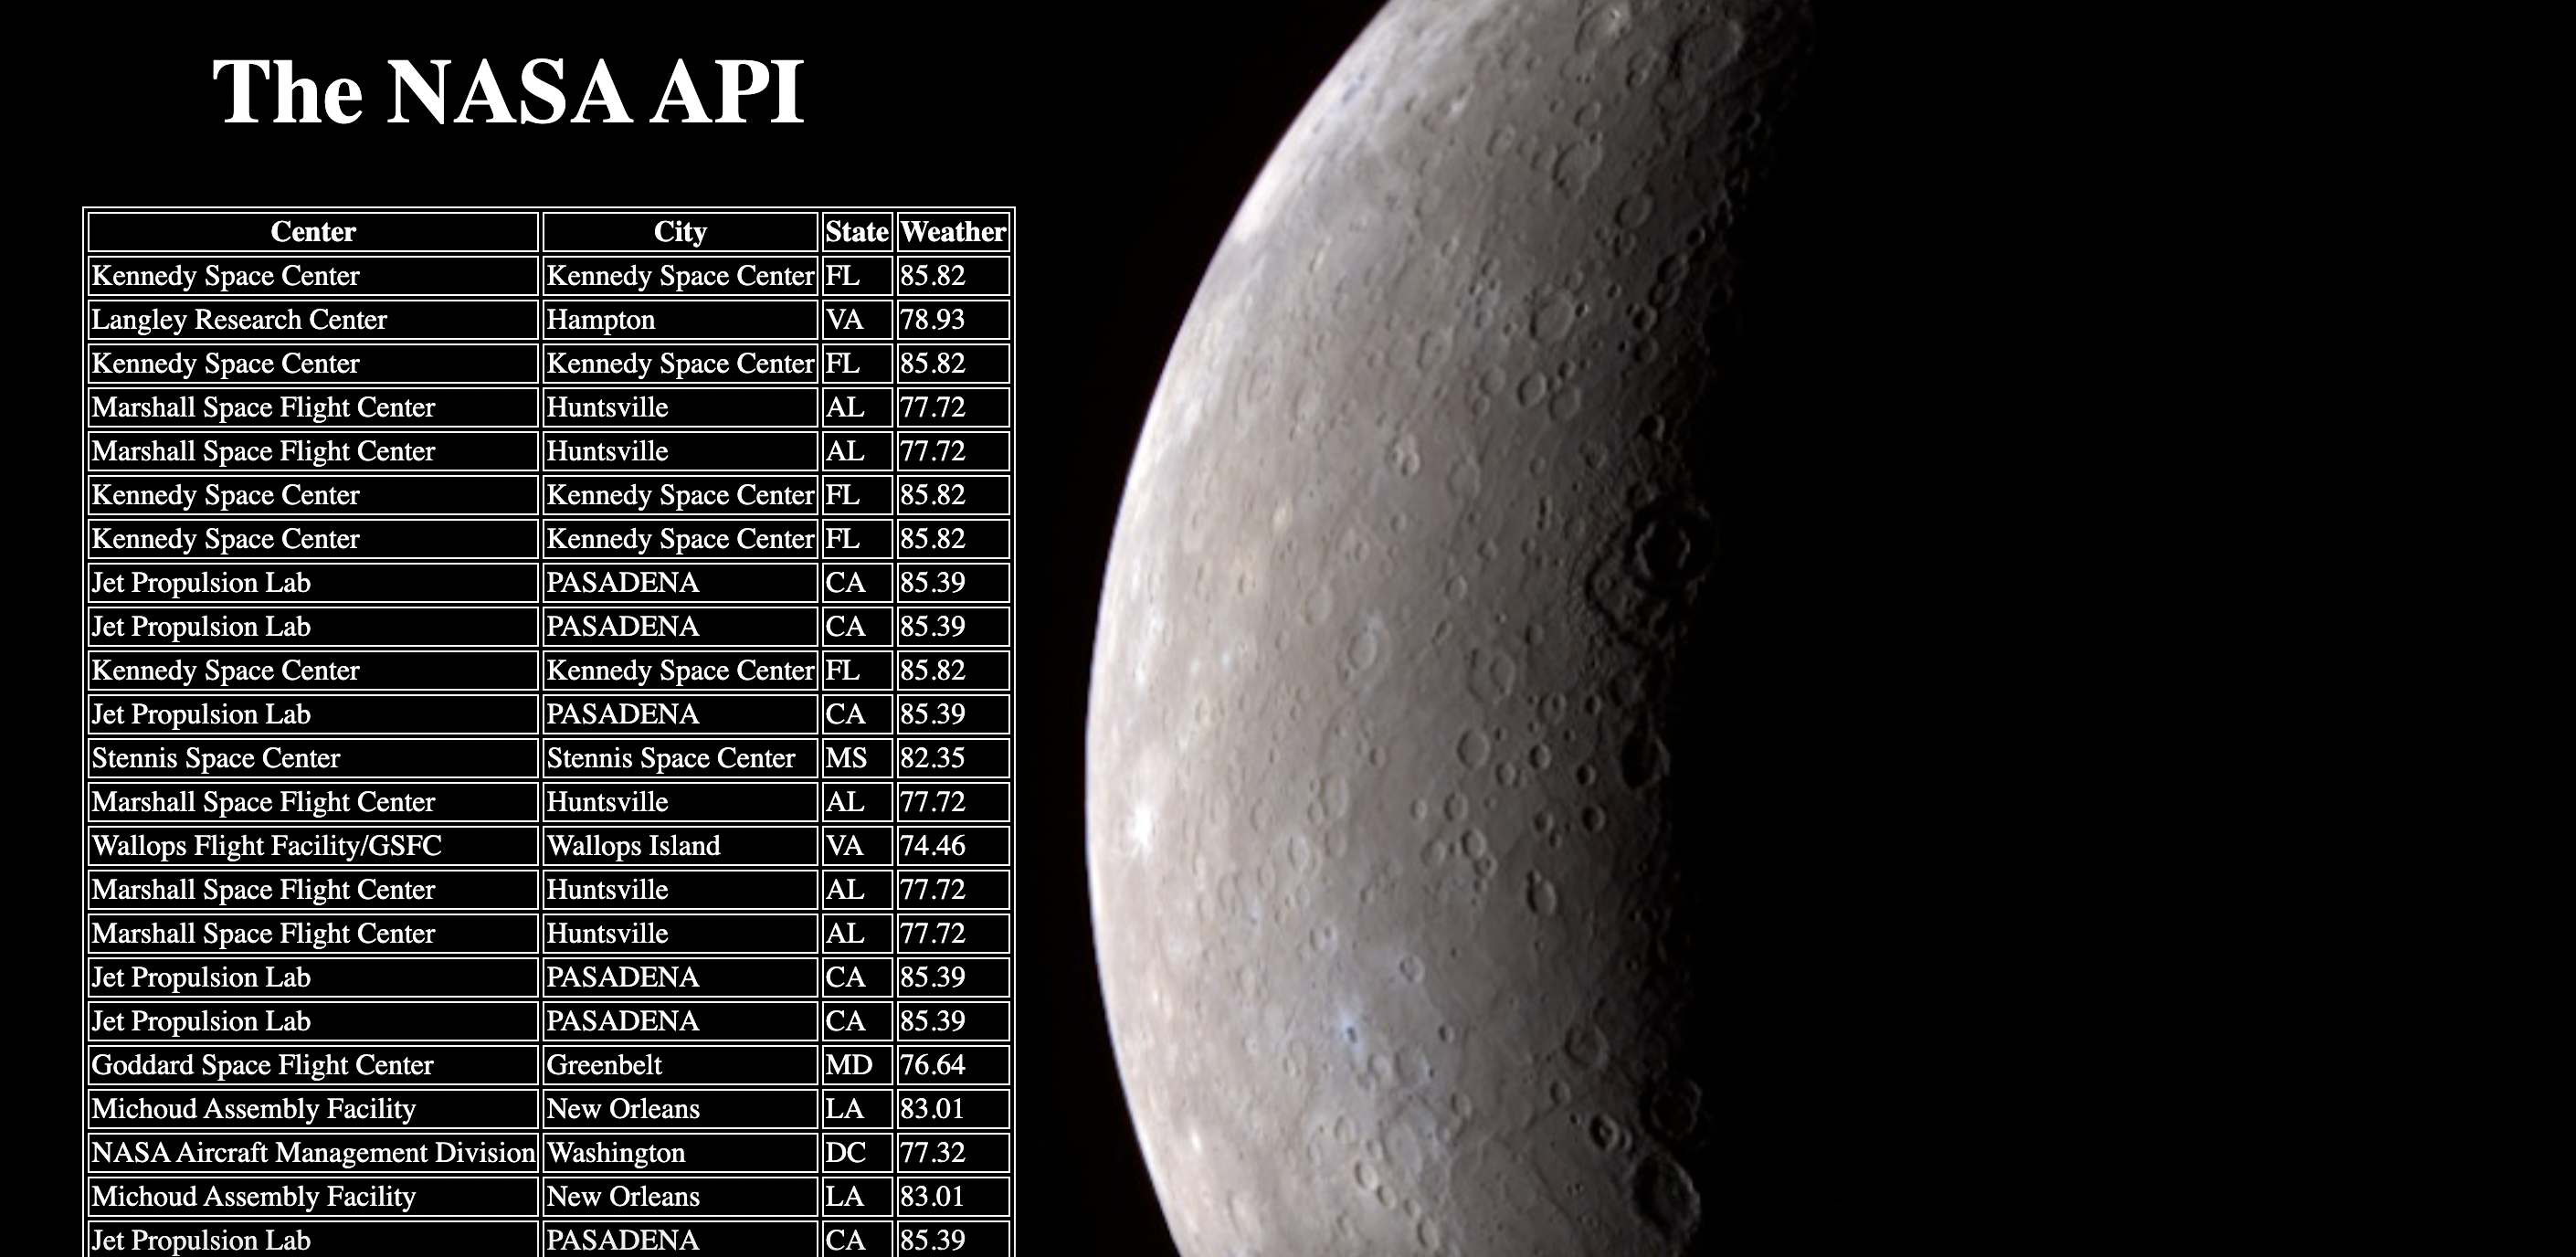 The NASA API
Center City State Weather
Kennedy Space Center Kennedy Space Center FL 85.82
Langley Research Center Hampton VA 78.93
Kennedy Space Center Kennedy Space Center FL 85.82
Marshall Space Flight Center Huntsville AL 77.72
Marshall Space Flight Center Huntsville AL 77.72
Kennedy Space Center Kennedy Space Center FL 85.82
Kennedy Space Center Kennedy Space Center FL 85.82
Jet Propulsion Lab PASADENA CA 85.39
Jet Propulsion Lab PASADENA CA 85.39
Kennedy Space Center Kennedy Space Center FL 85.82
Jet Propulsion Lab PASADENA CA 85.39
Stennis Space Center Stennis Space Center MS 82.35
Marshall Space Flight Center Huntsville AL 77.72
Wallops Flight Facility/GSFC Wallops Island VA 74.46
Marshall Space Flight Center Huntsville AL 77.72
Marshall Space Flight Center Huntsville AL 77.72
Jet Propulsion Lab PASADENA CA 85.39
Jet Propulsion Lab PASADENA CA 85.39
Goddard Space Flight Center Greenbelt MD 76.64
Michoud Assembly Facility New Orleans LA 83.01
NASA Aircraft Management Division Washington DC 77.32
Michoud Assembly Facility New Orleans LA 83.01
Jet Propulsion Lab PASADENA CA 85.39